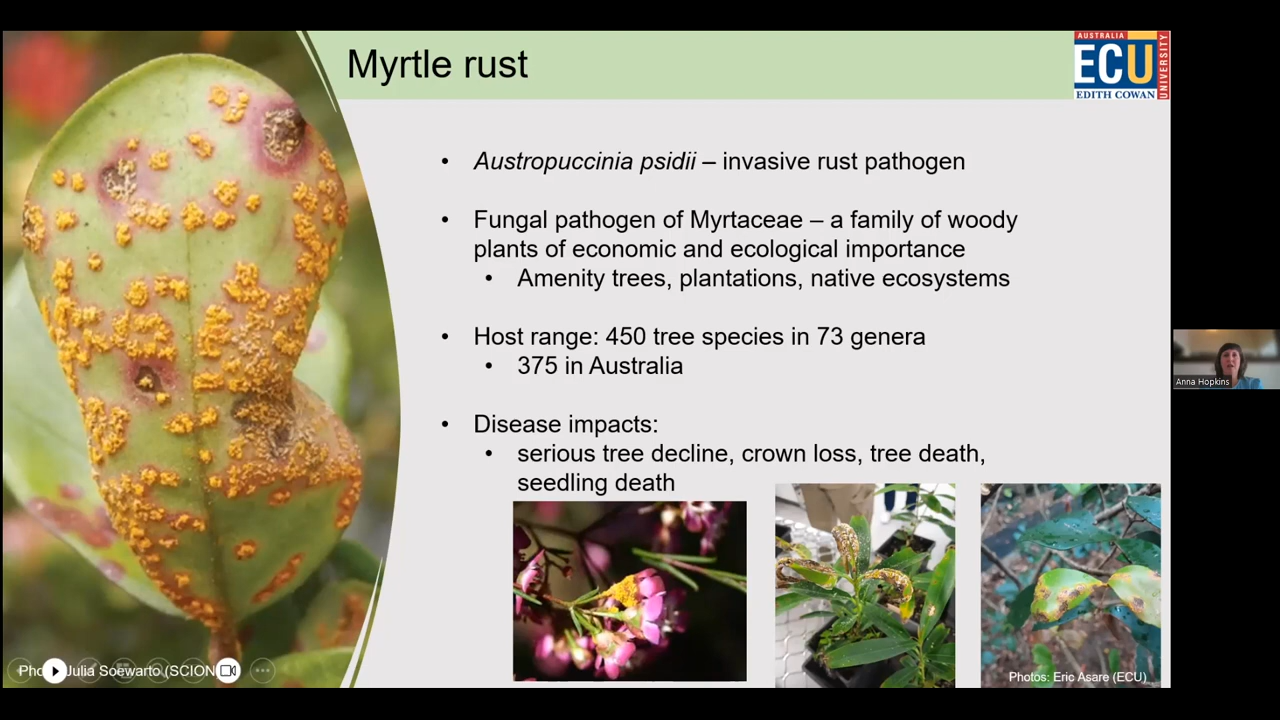 Myrtle rust
AUSTRALIA
ECU
UNIVERSITY
EDITH COWAN
• Austropuccinia psidii – invasive rust pathogen
• Fungal pathogen of Myrtaceae – a family of woody
plants of economic and ecological importance
• Amenity trees, plantations, native ecosystems
• Host range: 450 tree species in 73 genera
• 375 in Australia
• Disease impacts:
• serious tree decline, crown loss, tree death,
seedling death
Anna Hopkins
Julia Soewarto (SCION
Photos: Eric Asare (ECU)